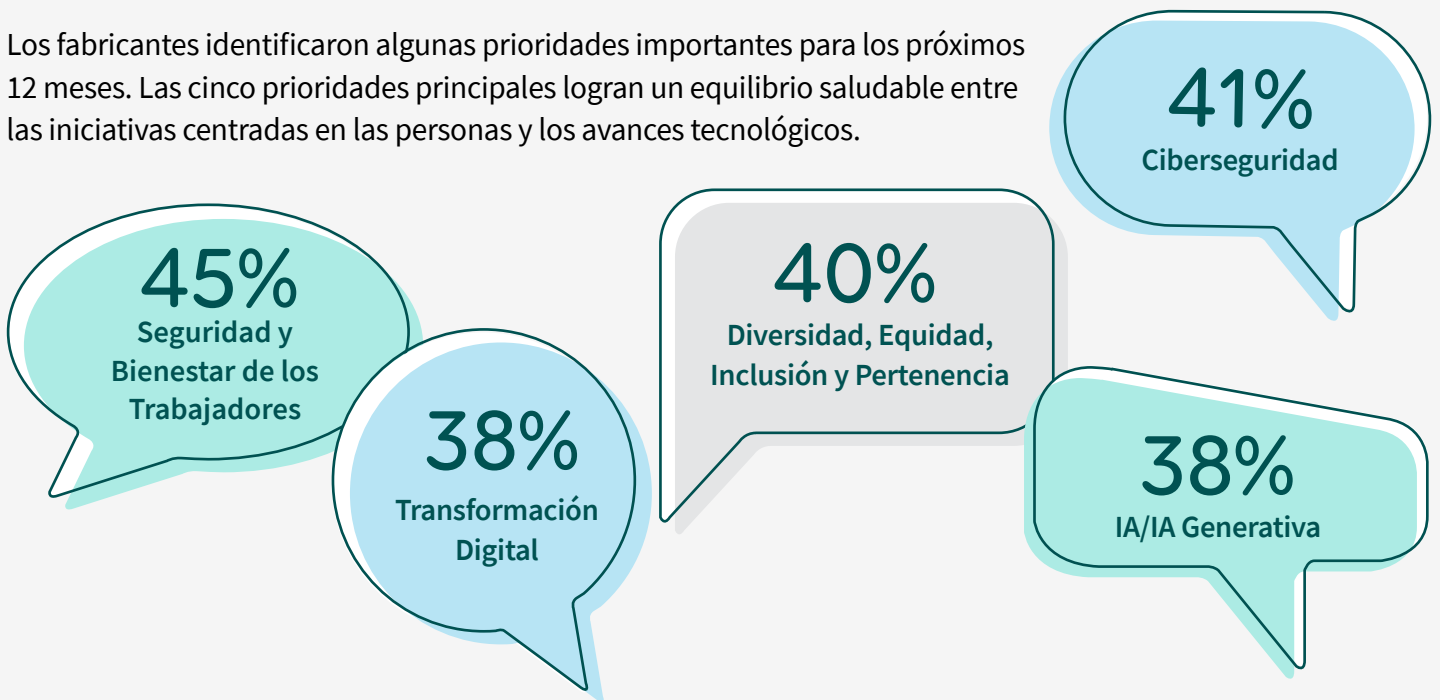 Los fabricantes identificaron algunas prioridades importantes para los próximos
12 meses. Las cinco prioridades principales logran un equilibrio saludable entre
las iniciativas centradas en las personas y los avances tecnológicos.
41%
Ciberseguridad
45%
Seguridad y
Bienestar de los
Trabajadores
40%
Diversidad, Equidad,
Inclusión y Pertenencia
38%
Transformación
Digital
38%
IA/IA Generativa